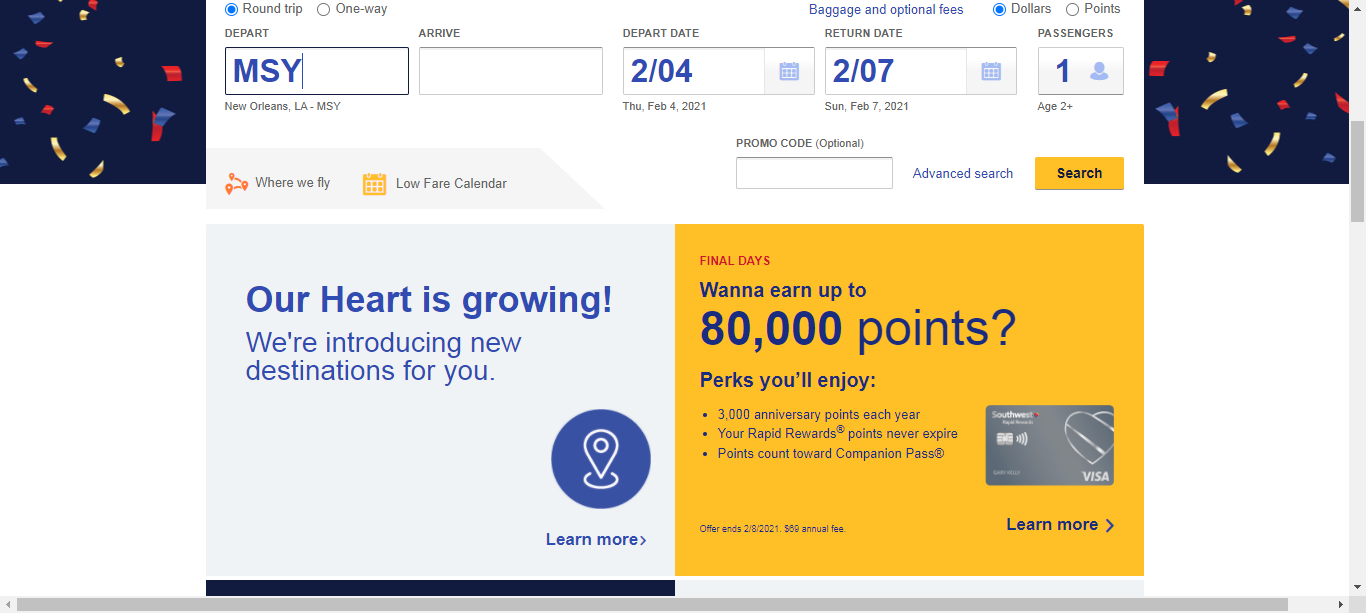 Round trip One-way Baggage and optional fees Dollars Points
DEPART ARRIVE DEPART DATE RETURN DATE PASSENGERS
MSY 2/04 2/07 1
New Orleans, LA - MSY Thu, Feb 4, 2021 Sun, Feb 7, 2021 Age 2+
PROMO CODE (Optional)
Where we fly Low Fare Calendar Advanced search Search
Our Heart is growing!
We're introducing new
destinations for you.
Learn more›
FINAL DAYS
Wanna earn up to
80,000 points?
Perks you’ll enjoy:
• 3,000 anniversary points each year
• Your Rapid Rewards® points never expire
• Points count toward Companion Pass®
Southwest
Rapid Rewards
GARY KELLY
VISA
Offer ends 2/8/2021. $69 annual fee.
Learn more ›